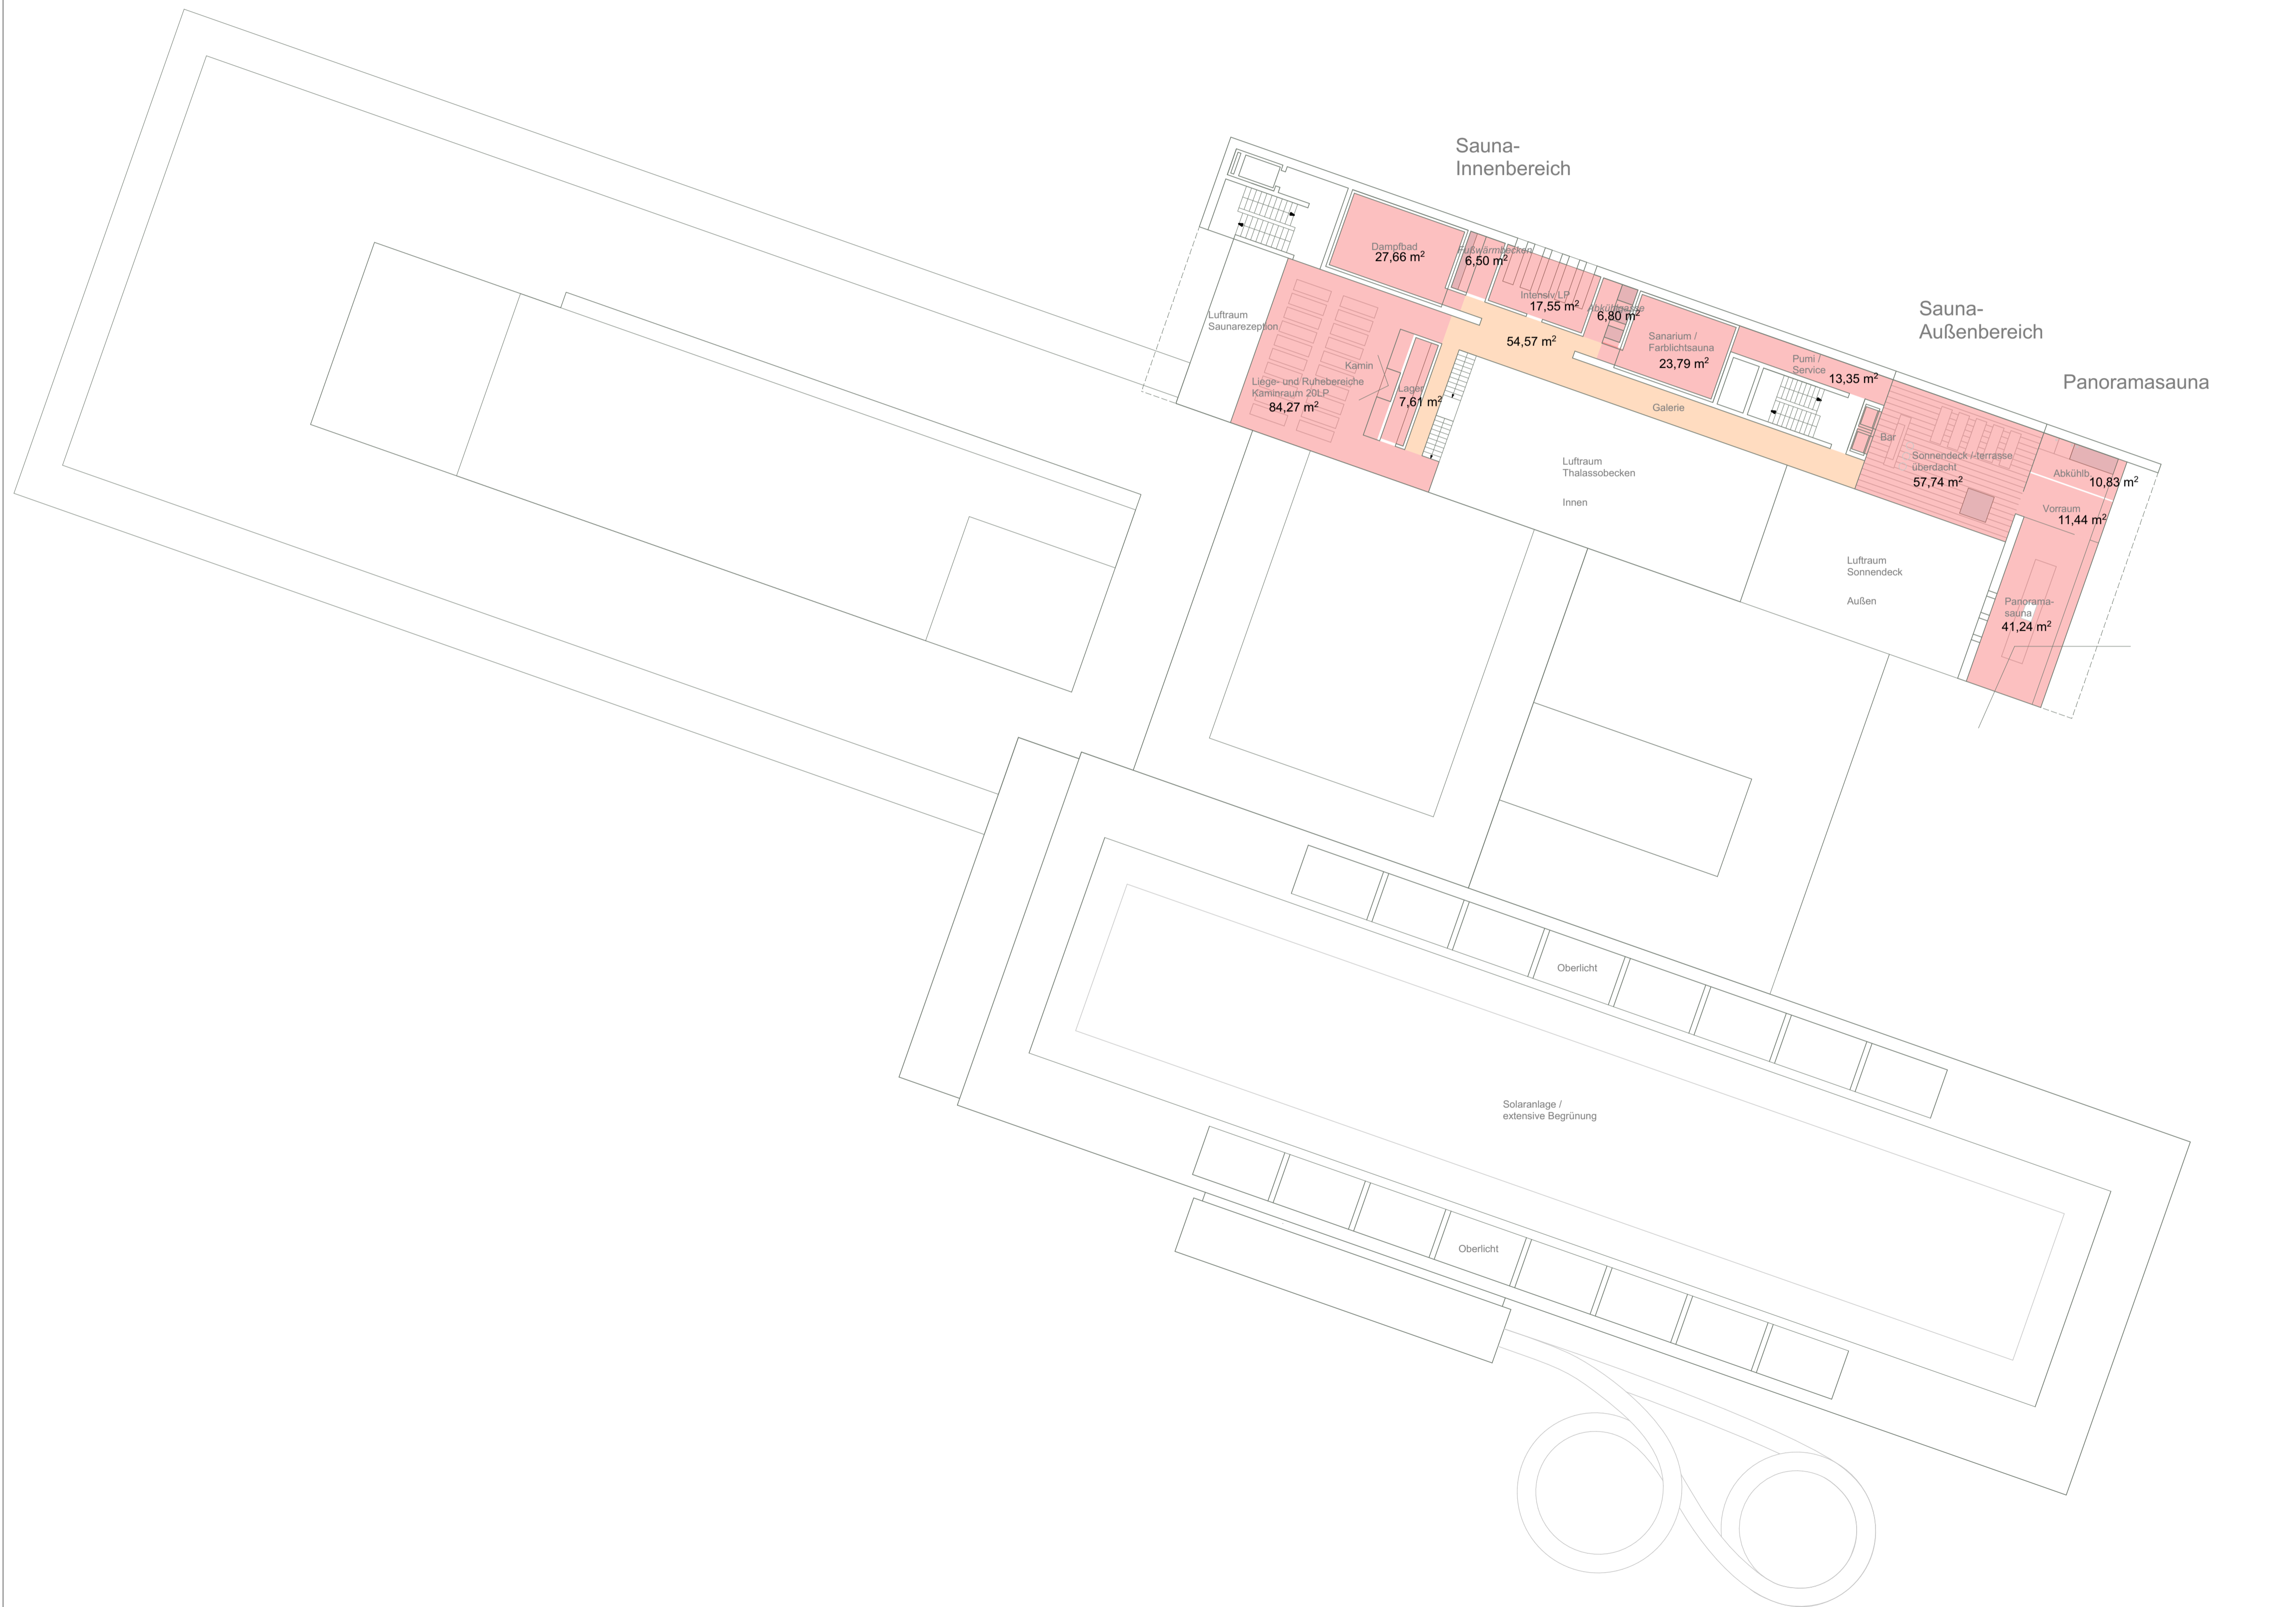 Sauna-
Innenbereich
Sauna-
Außenbereich
Panoramasauna
Dampfbad
27,66 m²
Fußwärmbecken
6,50 m²
Intensiv LP
17,55 m²
6,80 m²
Luftraum
Saunarezeption
54,57 m²
Sanarium /
Farblichtsauna
23,79 m²
Pumi /
Service
13,35 m²
Kamin
Liege- und Ruhebereiche
Kaminraum 20LP
84,27 m²
Lager
7,61 m²
Galerie
Bar
Sonnendeck /-terrasse
überdacht
57,74 m²
Abkühlb.
10,83 m²
Vorraum
11,44 m²
Luftraum
Thalassobecken
Innen
Luftraum
Sonnendeck
Außen
Panorama-
sauna
41,24 m²
Oberlicht
Solaranlage /
extensive Begrünung
Oberlicht